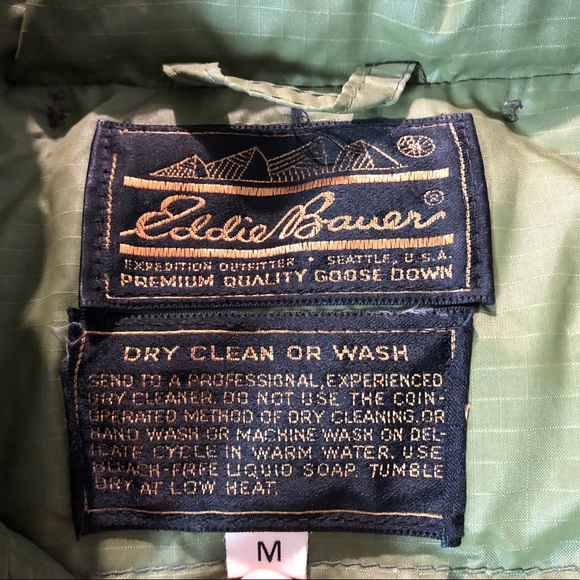 Eddie Bauer®
EXPEDITION OUTFITTER • SEATTLE, U.S.A.
PREMIUM QUALITY GOOSE DOWN
DRY CLEAN OR WASH
SEND TO A PROFESSIONAL, EXPERIENCED
DRY CLEANER. DO NOT USE THE COIN-
OPERATED METHOD OF DRY CLEANING, OR
HAND WASH OR MACHINE WASH ON DEL-
ICATE CYCLE IN WARM WATER. USE
BLEACH-FREE LIQUID SOAP. TUMBLE
DRY AT LOW HEAT.
M